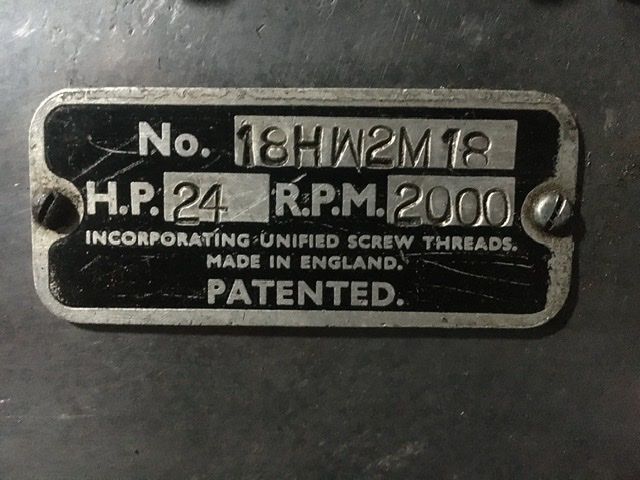 No. 18HW2M18
H.P. 24 R.P.M. 2000
INCORPORATING UNIFIED SCREW THREADS.
MADE IN ENGLAND.
PATENTED.